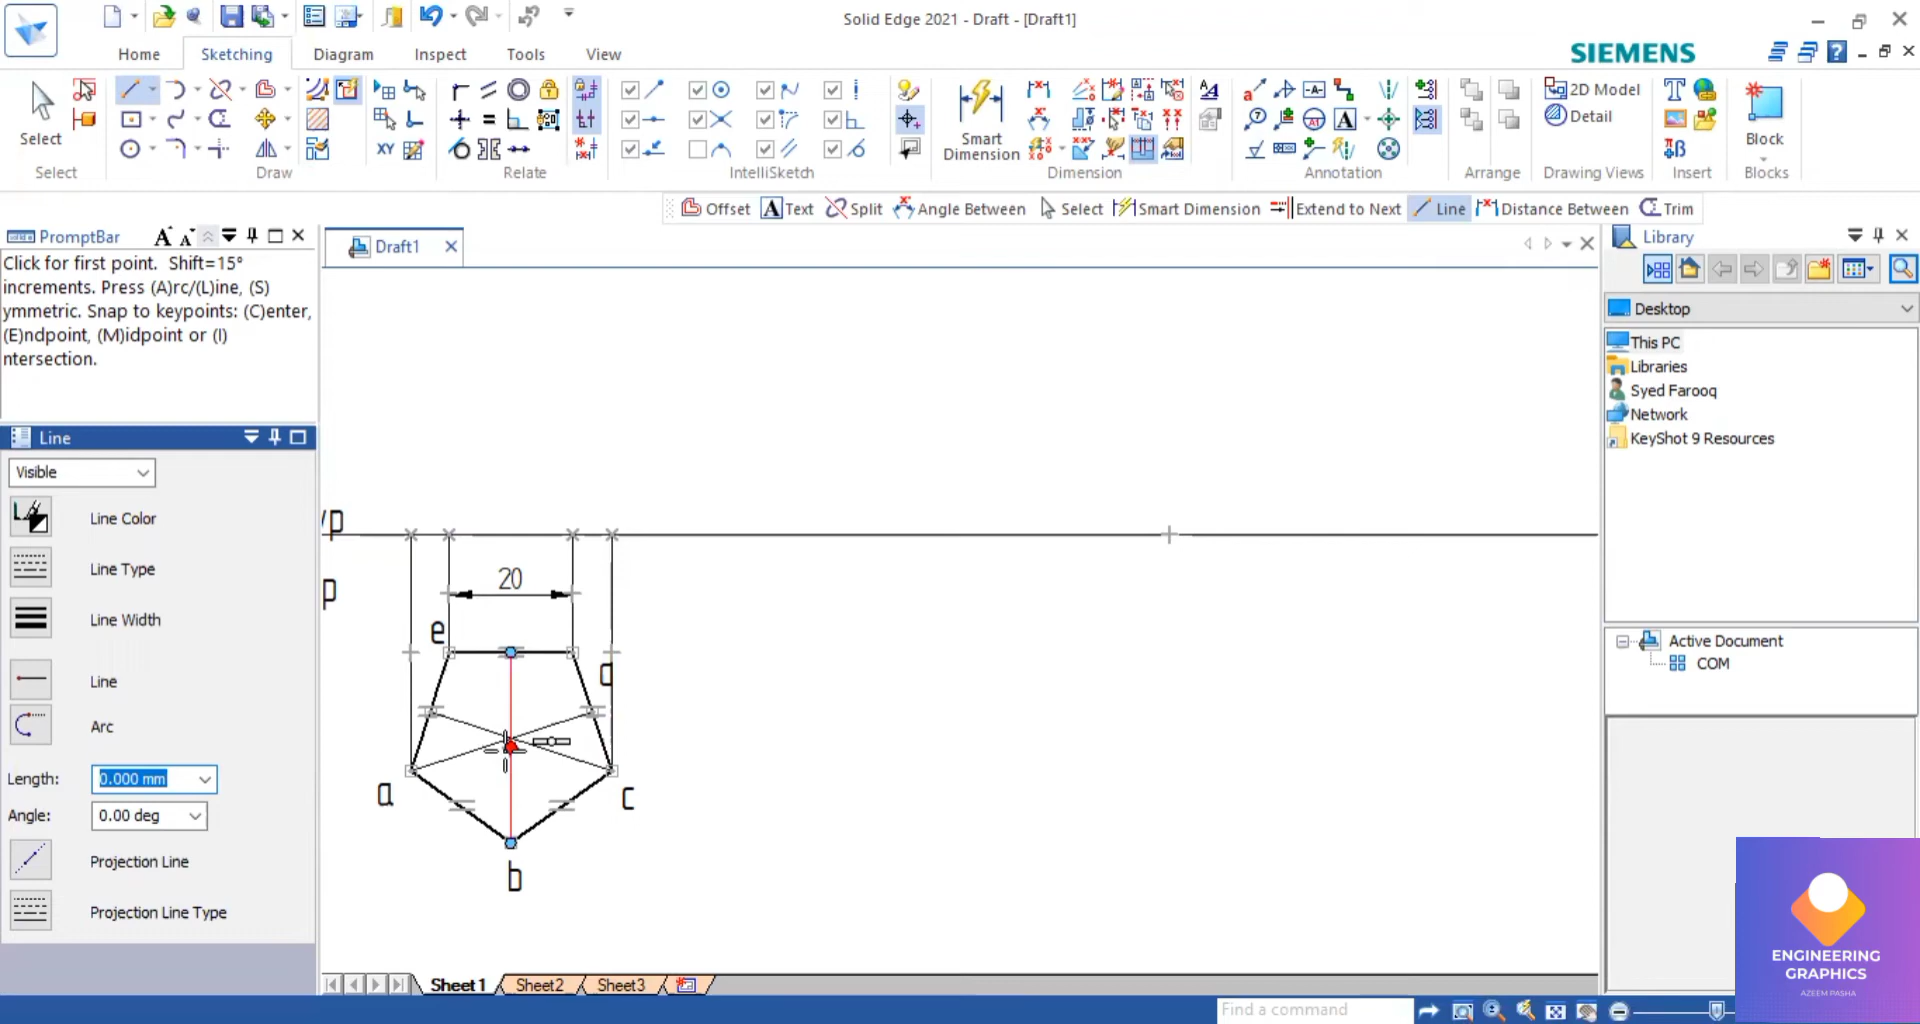 Solid Edge 2021 - Draft - [Draft1]
Home
Sketching
Diagram
Inspect
Tools
View
SIEMENS
Select
Smart
Dimension
2D Model
Detail
Block
XY
Select
Draw
Relate
IntelliSketch
Dimension
Annotation
Arrange
Drawing Views
Insert
Blocks
Offset
Text
Split
Angle Between
Select
Smart Dimension
Extend to Next
Line
Distance Between
Trim
PromptBar
Click for first point. Shift=15°
increments. Press (A)rc/(L)ine, (S)
ymmetric. Snap to keypoints: (C)enter,
(E)ndpoint, (M)idpoint or (I)
ntersection.
Draft1
Library
Desktop
This PC
Libraries
Syed Farooq
Network
KeyShot 9 Resources
Active Document
COM
Line
Visible
Line Color
Line Type
Line Width
Line
Arc
Length:
0.000 mm
Angle:
0.00 deg
Projection Line
Projection Line Type
p
p
20
e
a
c
b
Sheet1
Sheet2
Sheet3
Find a command
ENGINEERING
GRAPHICS
AZEEM PASHA